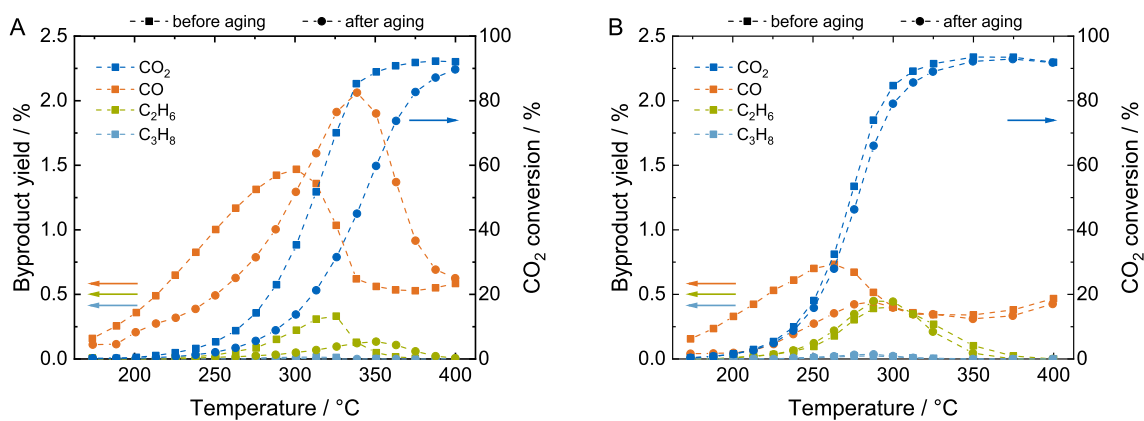 A
before aging
after aging
CO2
CO
C2H6
C3H8
2.5
2.0
1.5
1.0
0.5
0.0
100
80
60
40
20
0
200
250
300
350
400
Byproduct yield / %
CO2 conversion / %
Temperature / °C
B
before aging
after aging
CO2
CO
C2H6
C3H8
2.5
2.0
1.5
1.0
0.5
0.0
100
80
60
40
20
0
200
250
300
350
400
Byproduct yield / %
CO2 conversion / %
Temperature / °C